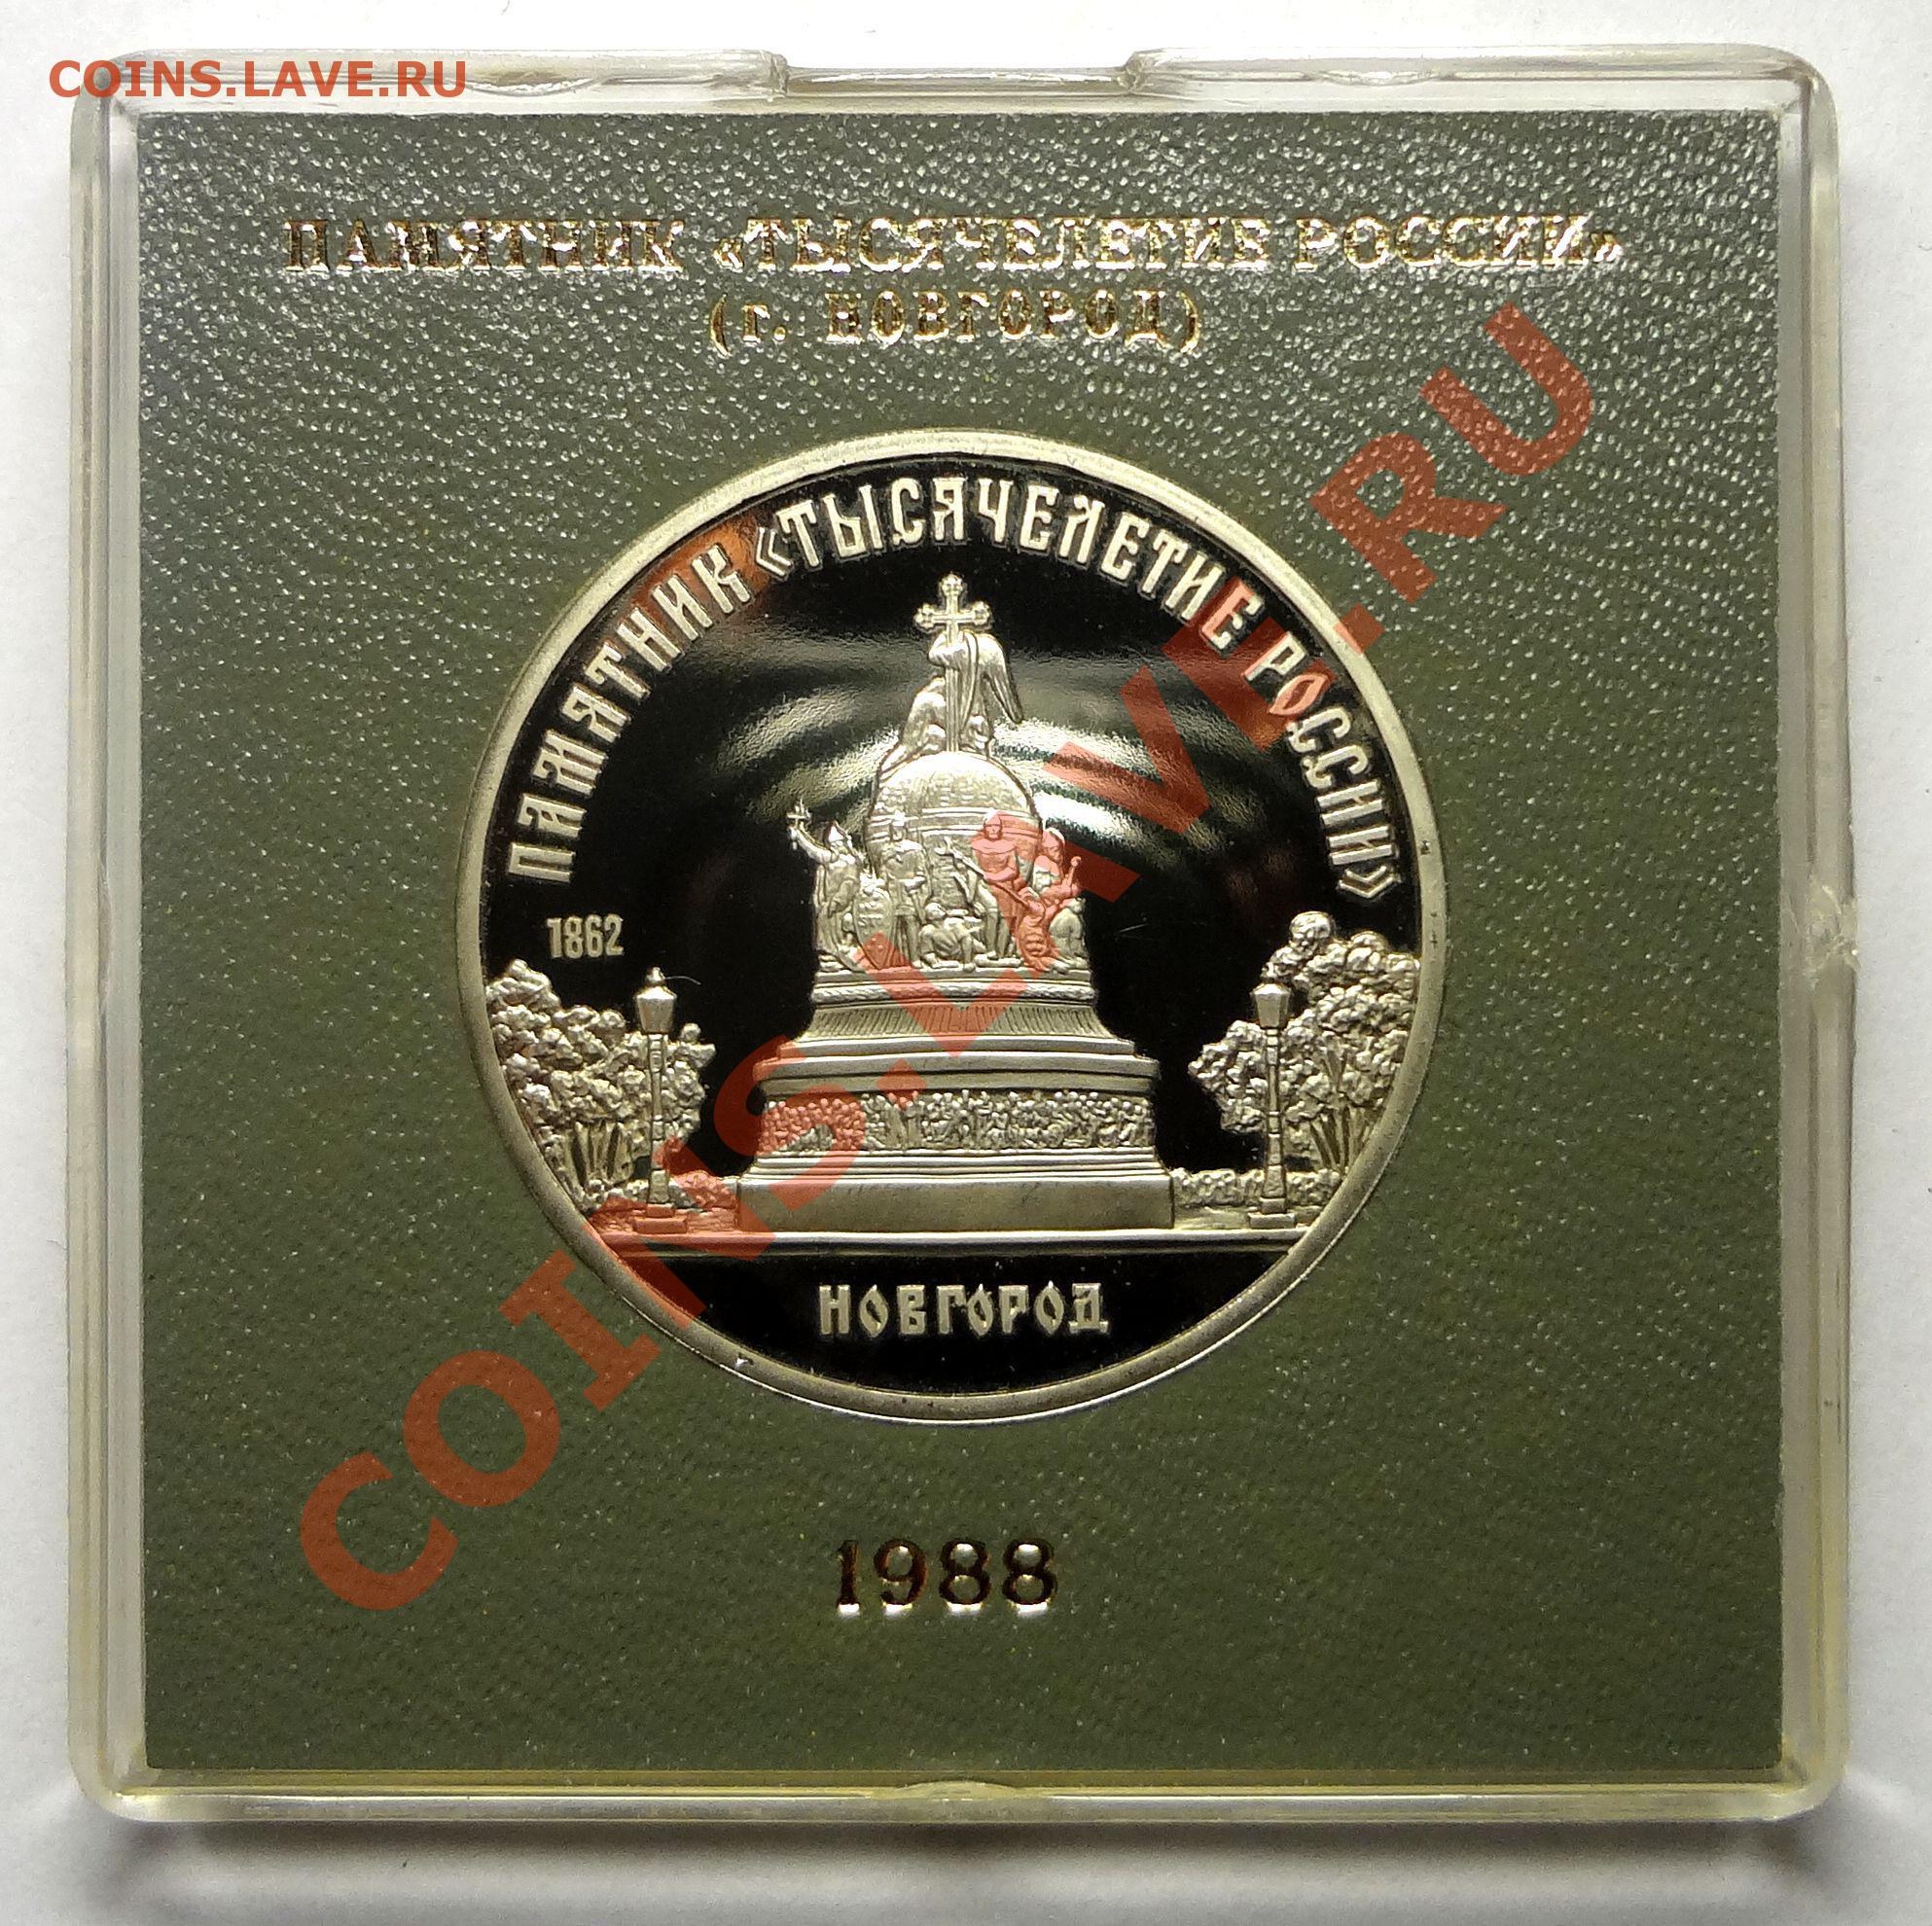 COINS.LAVE.RU
ПАМЯТНИК «ТЫСЯЧЕЛЕТИЕ РОССИИ»
(г. НОВГОРОД)
ПАМЯТНИК «ТЫСЯЧЕЛЕТИЕ РОССИИ»
1862
НОВГОРОД
COINS.LAVE.RU
1988